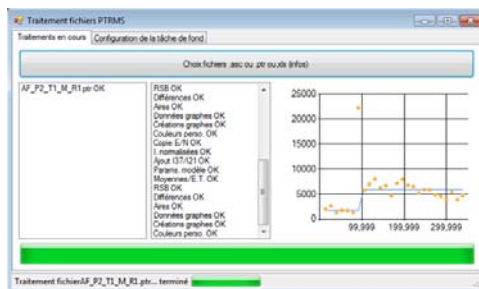 Traitement fichiers PTRMS
Traitements en cours
Configuration de la tâche de fond
Choix fichiers .asc ou .ptr ou.xls (infos)
AF_P2_T1_M_R1.ptr OK
RSB OK
Différences OK
Aires OK
Données graphes OK
Créations graphes OK
Couleurs perso. OK
Copie E/N OK
I. normalisées OK
Ajout I37/I21 OK
Params. modèle OK
Moyennes/E.T. OK
RSB OK
Différences OK
Aires OK
Données graphes OK
Créations graphes OK
Couleurs perso. OK
25000
20000
15000
10000
5000
0
99,999
199,999
299,999
Traitement fichierAF_P2_T1_M_R1.ptr... terminé